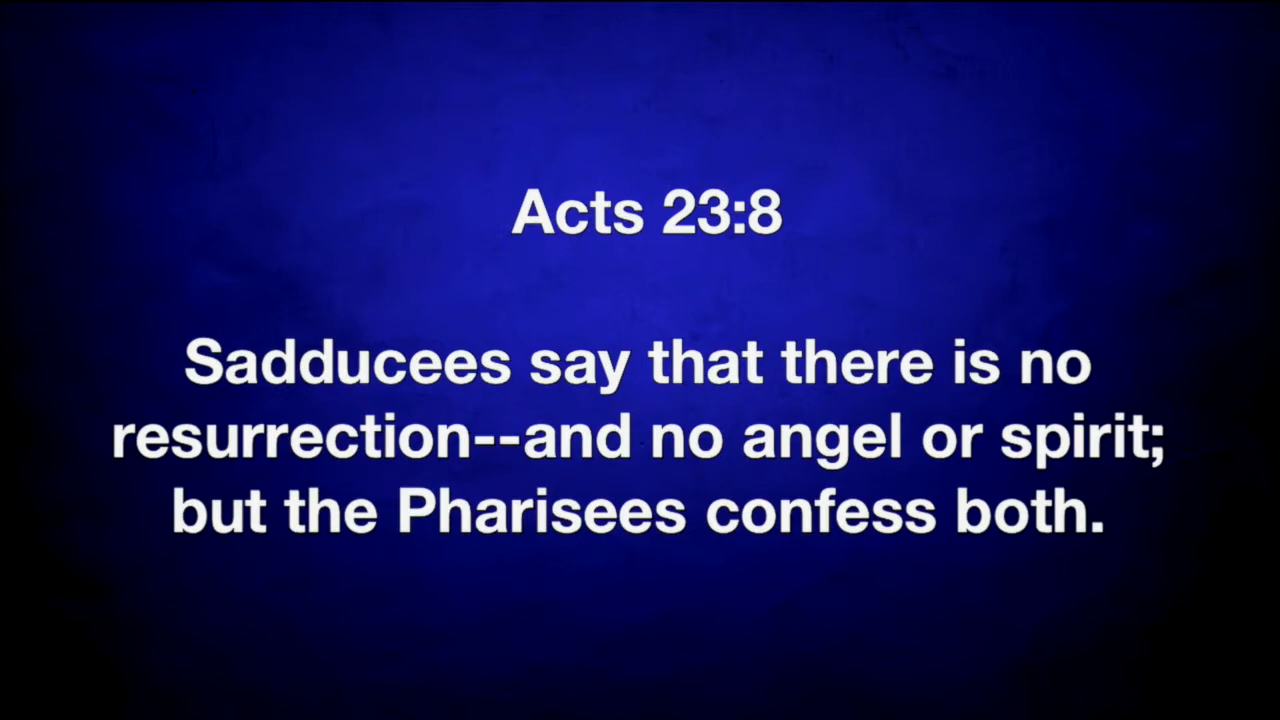 Acts 23:8
Sadducees say that there is no
resurrection--and no angel or spirit;
but the Pharisees confess both.